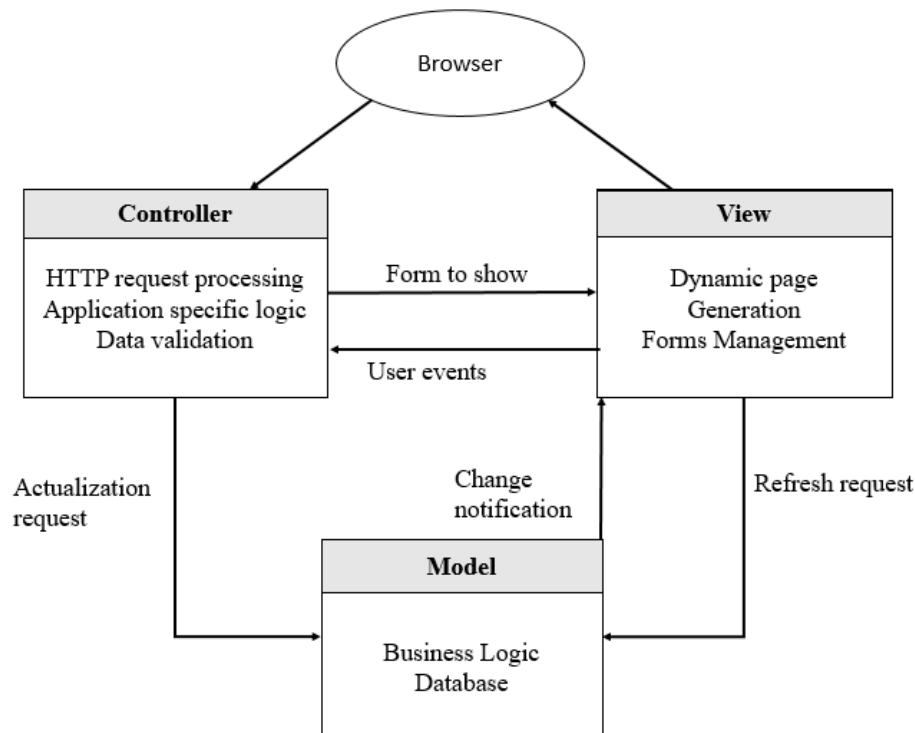 Browser
Controller
HTTP request processing
Application specific logic
Data validation
Form to show
User events
View
Dynamic page
Generation
Forms Management
Actualization
request
Change
notification
Refresh request
Model
Business Logic
Database